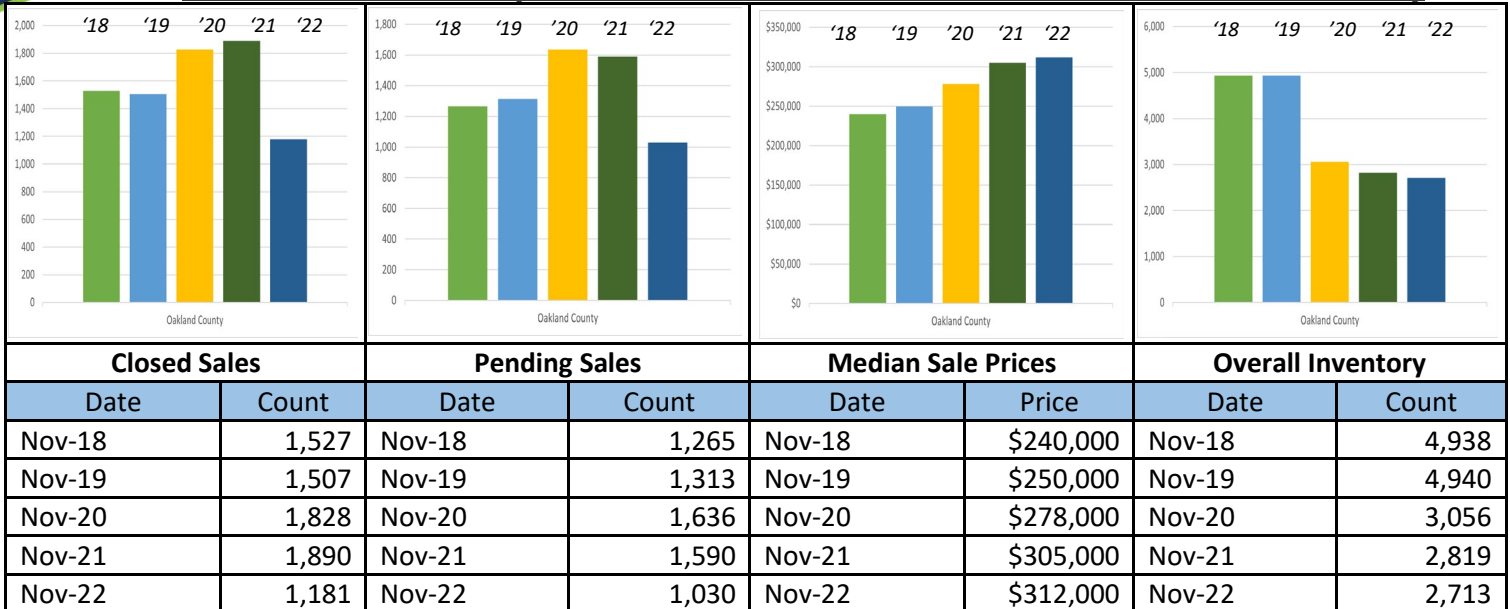 '18 '19 '20 '21 '22
2,000
1,800
1,600
1,400
1,200
1,000
800
600
400
200
0
Oakland County
'18 '19 '20 '21 '22
1,800
1,600
1,400
1,200
1,000
800
600
400
200
0
Oakland County
'18 '19 '20 '21 '22
$350,000
$300,000
$250,000
$200,000
$150,000
$100,000
$50,000
$0
Oakland County
'18 '19 '20 '21 '22
6,000
5,000
4,000
3,000
2,000
1,000
0
Oakland County
Closed Sales Pending Sales Median Sale Prices Overall Inventory
Date Count Date Count Date Price Date Count
Nov-18 1,527 Nov-18 1,265 Nov-18 $240,000 Nov-18 4,938
Nov-19 1,507 Nov-19 1,313 Nov-19 $250,000 Nov-19 4,940
Nov-20 1,828 Nov-20 1,636 Nov-20 $278,000 Nov-20 3,056
Nov-21 1,890 Nov-21 1,590 Nov-21 $305,000 Nov-21 2,819
Nov-22 1,181 Nov-22 1,030 Nov-22 $312,000 Nov-22 2,713